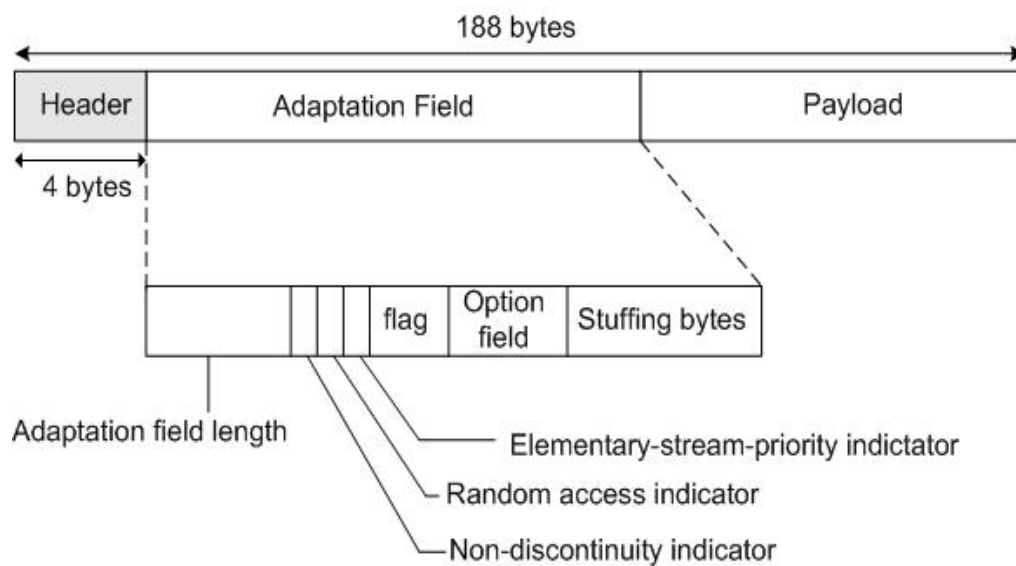 188 bytes
Header
Adaptation Field
Payload
4 bytes
flag
Option
field
Stuffing bytes
Adaptation field length
Elementary-stream-priority indictator
Random access indicator
Non-discontinuity indicator